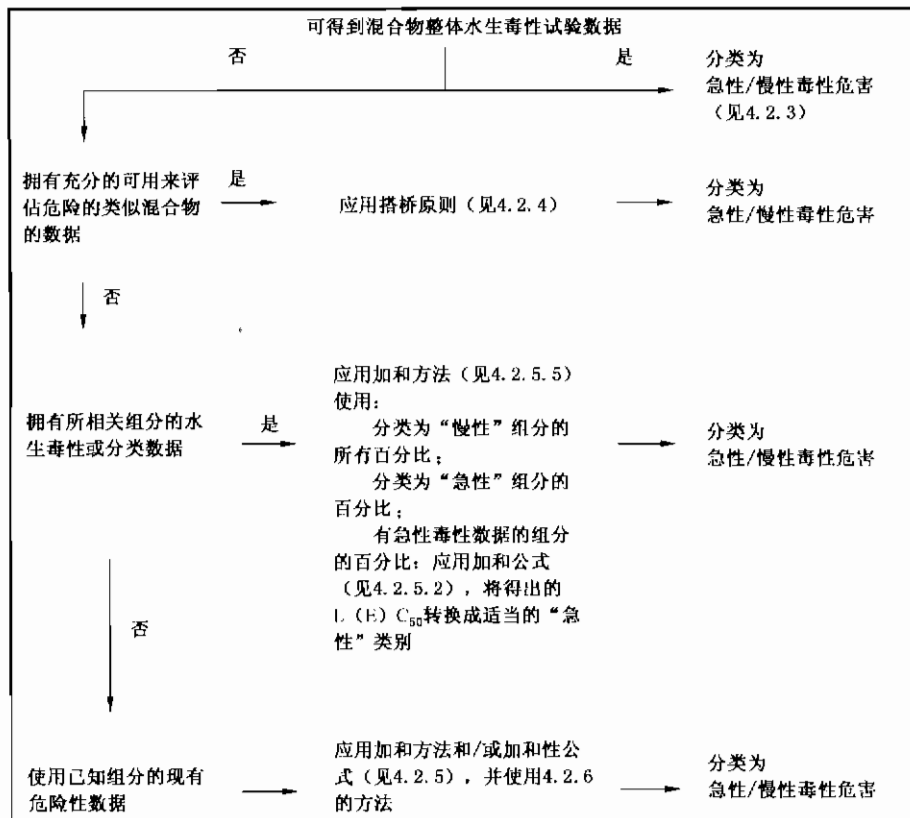 可得到混合物整体水生毒性试验数据
否
是
分类为
急性/慢性毒性危害
（见4.2.3）
拥有充分的可用来评
估危险的类似混合物
的数据
是
应用搭桥原则（见4.2.4）
分类为
急性/慢性毒性危害
否
拥有所相关组分的水
生毒性或分类数据
是
应用加和方法（见4.2.5.5）
使用：
分类为“慢性”组分的
所有百分比；
分类为“急性”组分的
百分比；
有急性毒性数据的组分
的百分比：应用加和公式
（见4.2.5.2），将得出的
L（E）C₅₀转换成适当的“急
性”类别
分类为
急性/慢性毒性危害
否
使用已知组分的现有
危险性数据
应用加和方法和/或加和性公
式（见4.2.5），并使用4.2.6
的方法
分类为
急性/慢性毒性危害